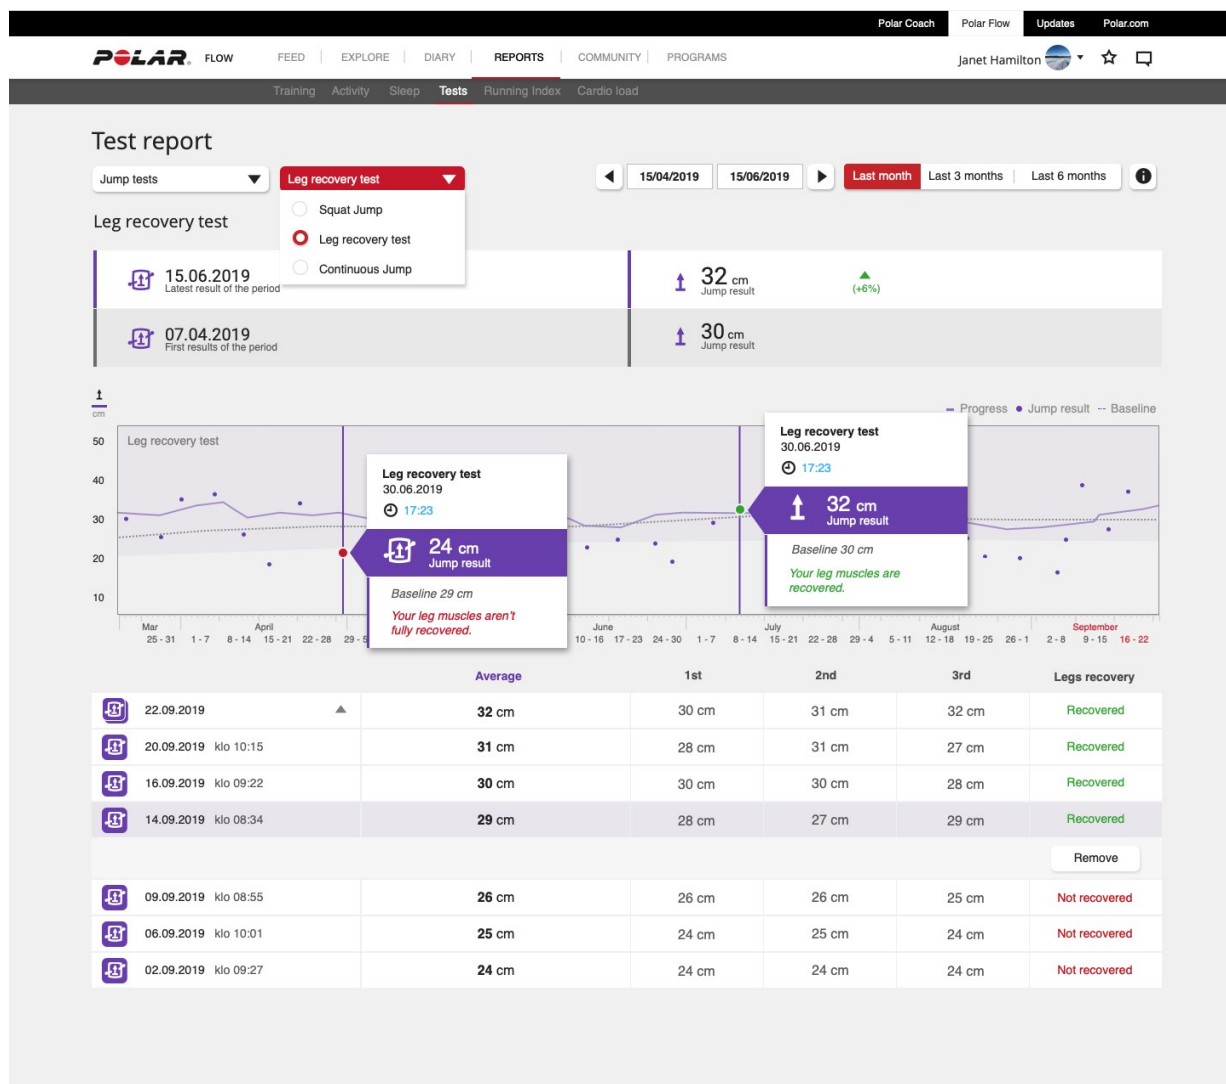 Polar Coach Polar Flow Updates Polar.com
POLAR. FLOW FEED EXPLORE DIARY REPORTS COMMUNITY PROGRAMS Janet Hamilton
Training Activity Sleep Tests Running Index Cardio load
Test report
Jump tests Leg recovery test 15/04/2019 15/06/2019 Last month Last 3 months Last 6 months i
Squat Jump
Leg recovery test
Leg recovery test
Continuous Jump
15.06.2019
Latest result of the period
32 cm
Jump result
(+6%)
07.04.2019
First results of the period
30 cm
Jump result
cm
Progress Jump result Baseline
50
40
30
20
10
Leg recovery test
Leg recovery test
30.06.2019
17:23
24 cm
Jump result
Baseline 29 cm
Your leg muscles aren't
fully recovered.
Leg recovery test
30.06.2019
17:23
32 cm
Jump result
Baseline 30 cm
Your leg muscles are
recovered.
Mar April June July August September
25 - 31 1 - 7 8 - 14 15 - 21 22 - 28 29 - 5 10 - 16 17 - 23 24 - 30 1 - 7 8 - 14 15 - 21 22 - 28 29 - 4 5 - 11 12 - 18 19 - 25 26 - 1 2 - 8 9 - 15 16 - 22
Average 1st 2nd 3rd Legs recovery
22.09.2019 32 cm 30 cm 31 cm 32 cm Recovered
20.09.2019 klo 10:15 31 cm 28 cm 31 cm 27 cm Recovered
16.09.2019 klo 09:22 30 cm 30 cm 30 cm 28 cm Recovered
14.09.2019 klo 08:34 29 cm 28 cm 27 cm 29 cm Recovered
Remove
09.09.2019 klo 08:55 26 cm 26 cm 26 cm 25 cm Not recovered
06.09.2019 klo 10:01 25 cm 24 cm 25 cm 24 cm Not recovered
02.09.2019 klo 09:27 24 cm 24 cm 24 cm 24 cm Not recovered